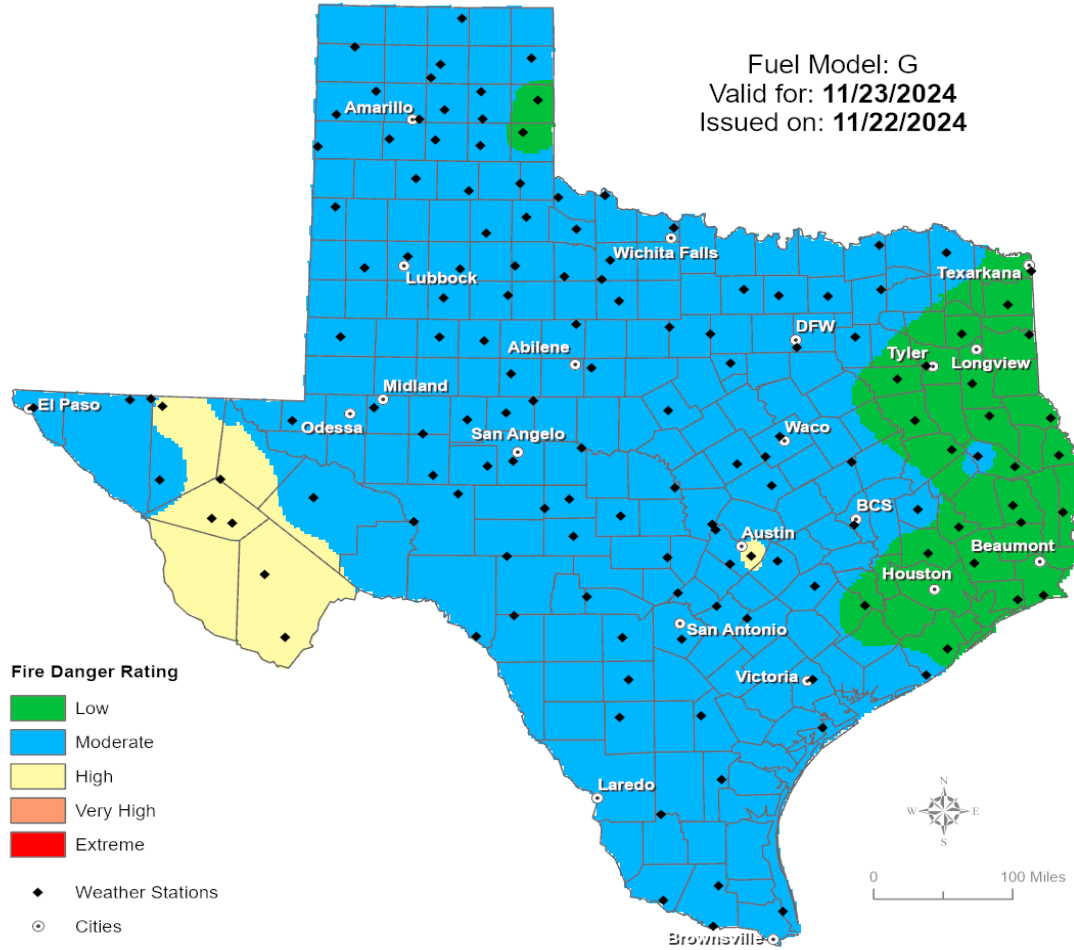 Fuel Model: G
Valid for: 11/23/2024
Issued on: 11/22/2024
Amarillo
Wichita Falls
Lubbock
Texarkana
DFW
Abilene
Tyler
Longview
Midland
El Paso
Odessa
San Angelo
Waco
BCS
Austin
Beaumont
Houston
San Antonio
Victoria
Laredo
Brownsville
Fire Danger Rating
Low
Moderate
High
Very High
Extreme
Weather Stations
Cities
N
W E
S
0 100 Miles